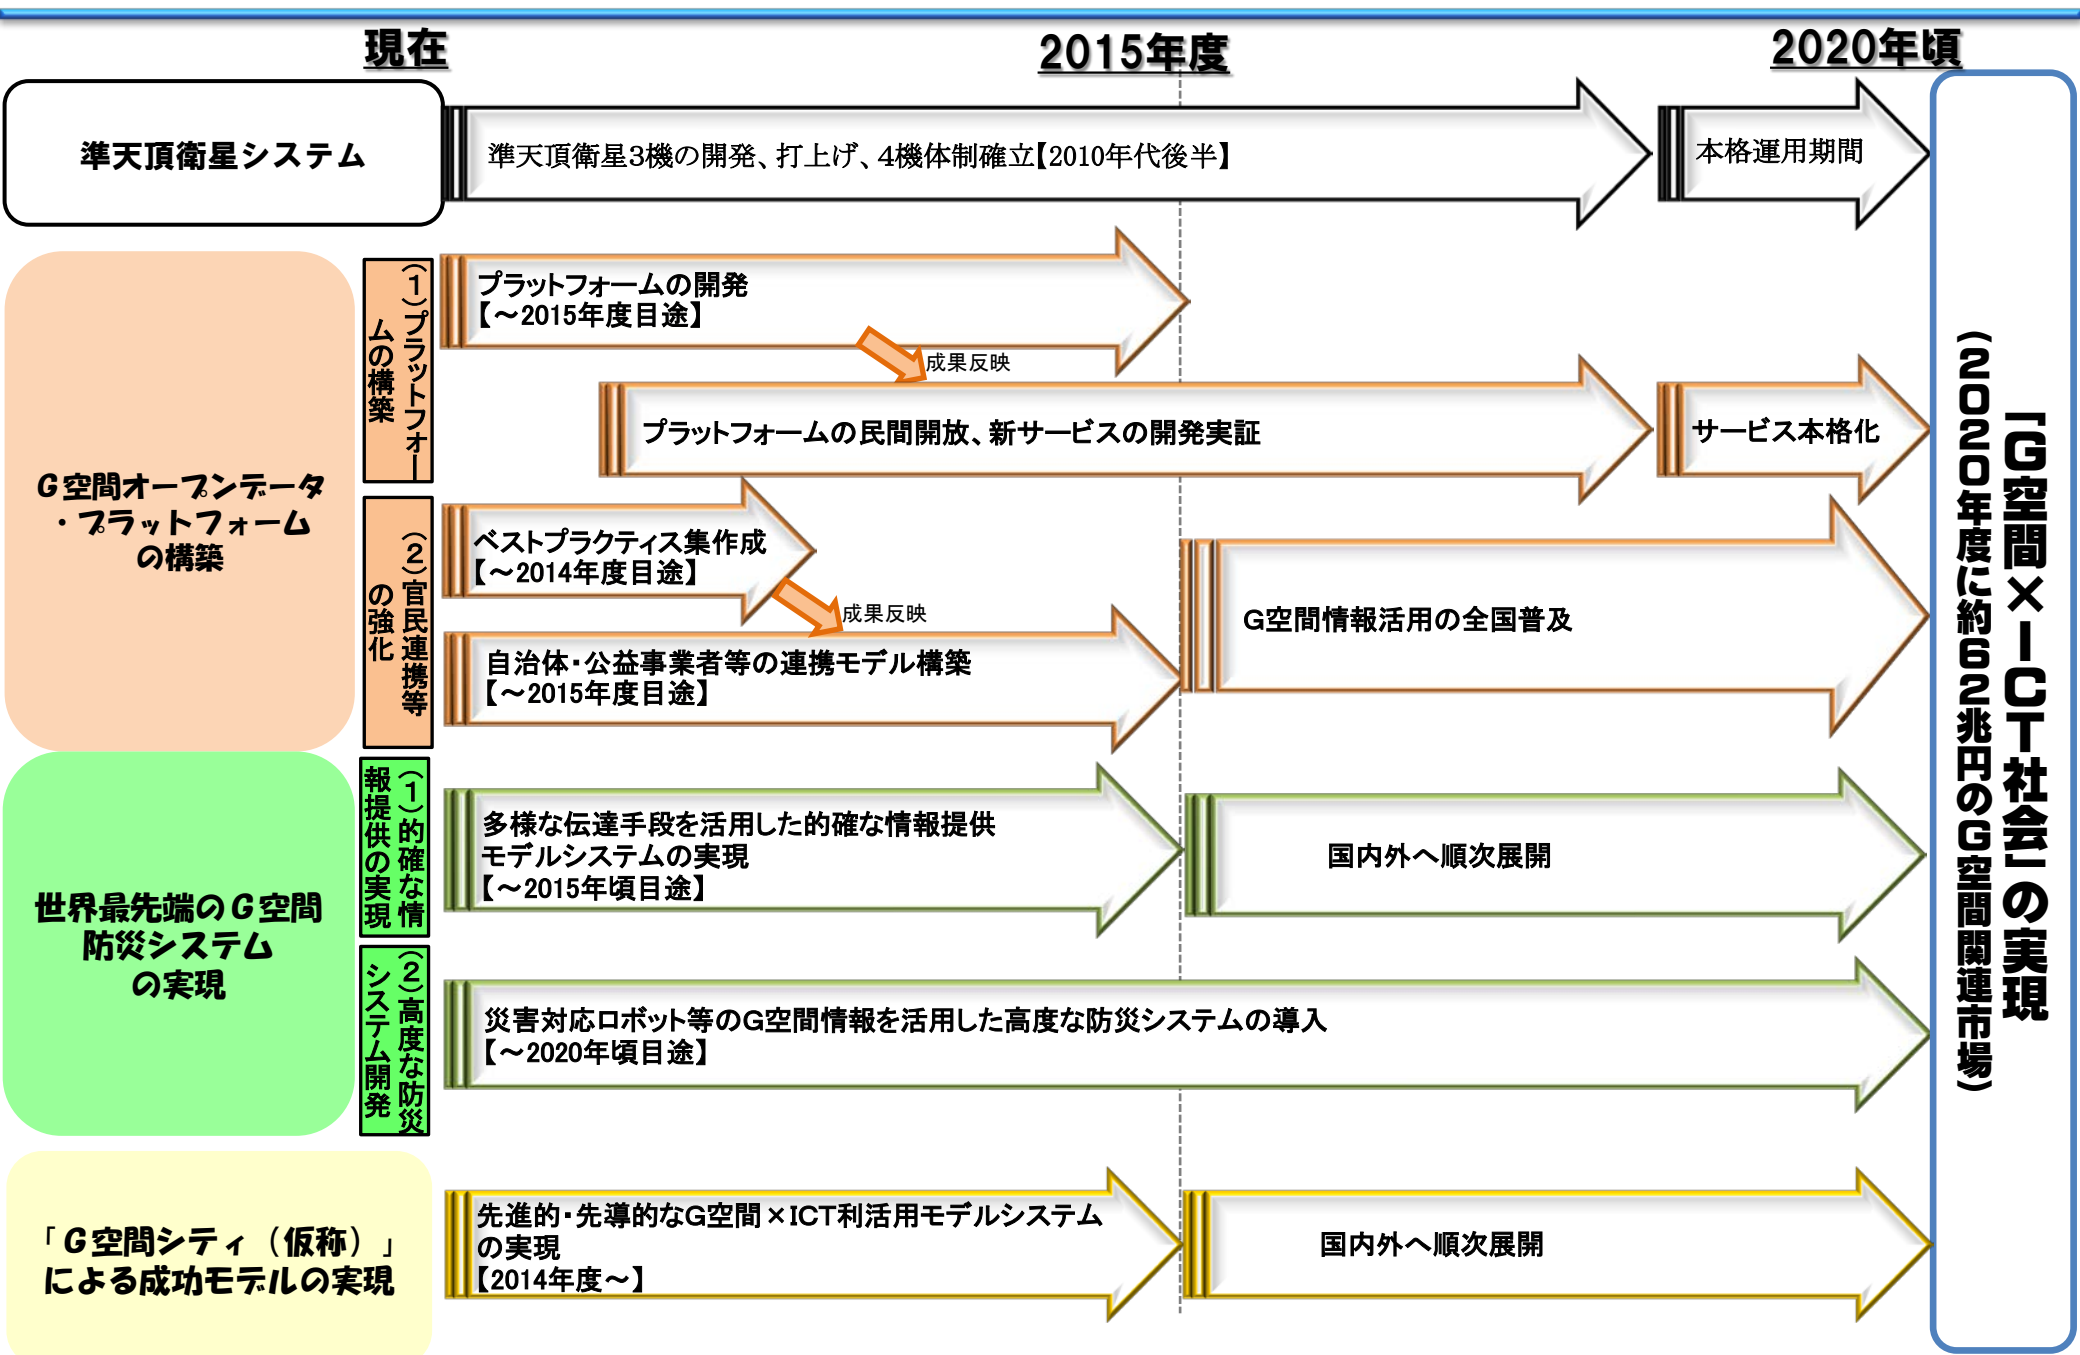 現在
2015年度
2020年頃
準天頂衛星システム
準天頂衛星3機の開発、打上げ、4機体制確立【2010年代後半】
本格運用期間
G空間オープンデータ
・プラットフォーム
の構築
(1)プラットフォー
ムの構築
プラットフォームの開発
【～2015年度目途】
成果反映
プラットフォームの民間開放、新サービスの開発実証
サービス本格化
(2)官民連携等
の強化
ベストプラクティス集作成
【～2014年度目途】
成果反映
自治体・公益事業者等の連携モデル構築
【～2015年度目途】
G空間情報活用の全国普及
世界最先端のG空間
防災システム
の実現
(1)的確な情
報提供の実現
多様な伝達手段を活用した的確な情報提供
モデルシステムの実現
【～2015年頃目途】
国内外へ順次展開
(2)高度な防災
システム開発
災害対応ロボット等のG空間情報を活用した高度な防災システムの導入
【～2020年頃目途】
「G空間シティ(仮称)」
による成功モデルの実現
先進的・先導的なG空間×ICT利活用モデルシステム
の実現
【2014年度～】
国内外へ順次展開
「G空間×ICT社会」の実現
(2020年度に約62兆円のG空間関連市場)